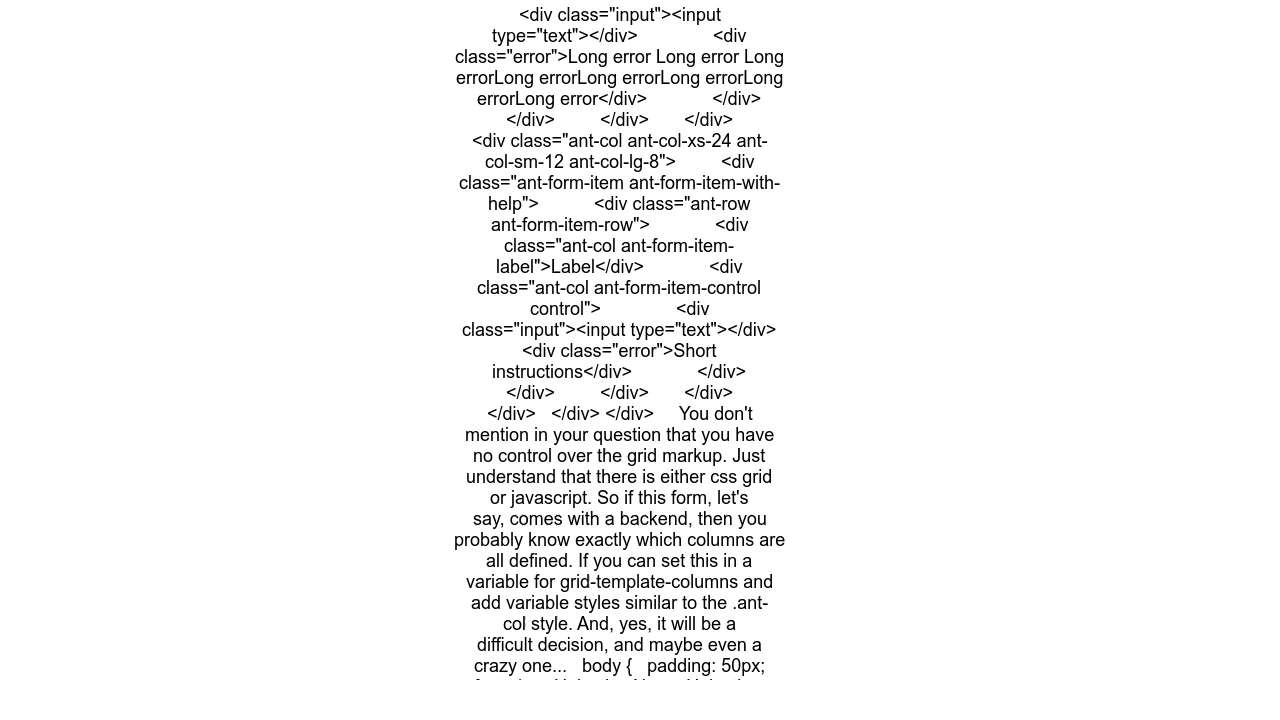 <div class="input"><input
type="text"></div> <div
class="error">Long error Long error Long
errorLong errorLong errorLong errorLong
errorLong error</div> </div>
</div> </div> </div>
<div class="ant-col ant-col-xs-24 ant-
col-sm-12 ant-col-lg-8"> <div
class="ant-form-item ant-form-item-with-
help"> <div class="ant-row
ant-form-item-row"> <div
class="ant-col ant-form-item-
label">Label</div> <div
class="ant-col ant-form-item-control
control"> <div
class="input"><input type="text"></div>
<div class="error">Short
instructions</div> </div>
</div> </div> </div>
</div> </div> </div> You don't
mention in your question that you have
no control over the grid markup. Just
understand that there is either css grid
or javascript. So if this form, let's
say, comes with a backend, then you
probably know exactly which columns are
all defined. If you can set this in a
variable for grid-template-columns and
add variable styles similar to the .ant-
col style. And, yes, it will be a
difficult decision, and maybe even a
crazy one... body { padding: 50px;